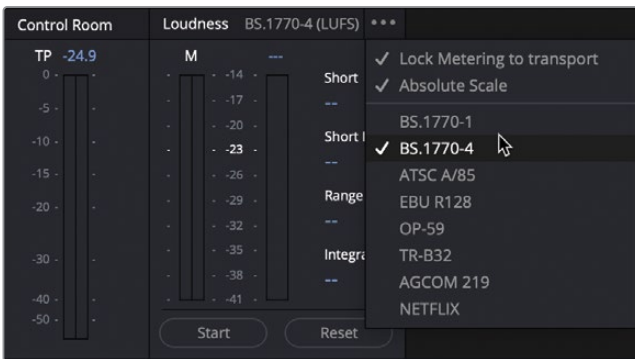 Control Room
TP -24.9
0
-5
-10
-15
-20
-30
-40
-50
Loudness BS.1770-4 (LUFS)
M ---
-14
-17
-20
-23
-26
-29
-32
-35
-38
-41
Short
--
Short
--
Range
--
--
Start Reset
Lock Metering to transport
Absolute Scale
BS.1770-1
BS.1770-4
ATSC A/85
EBU R128
OP-59
TR-B32
AGCOM 219
NETFLIX